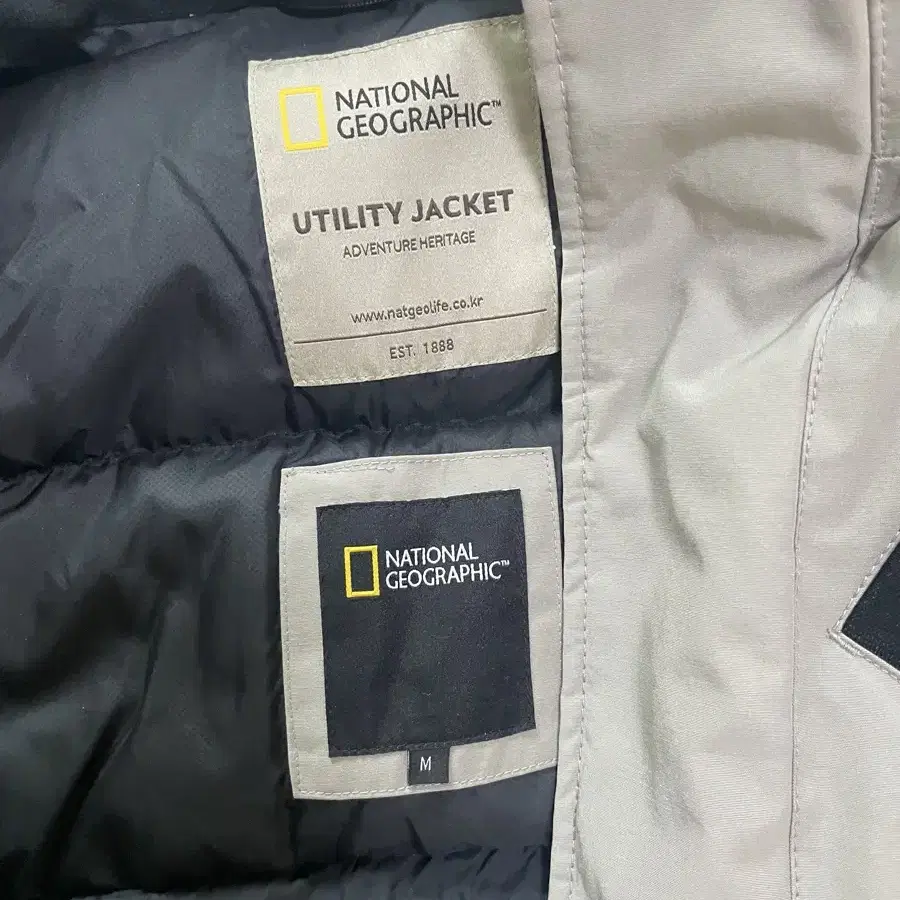 NATIONAL
GEOGRAPHIC™
UTILITY JACKET
ADVENTURE HERITAGE
www.natgeolife.co.kr
EST. 1888
NATIONAL
GEOGRAPHIC™
M